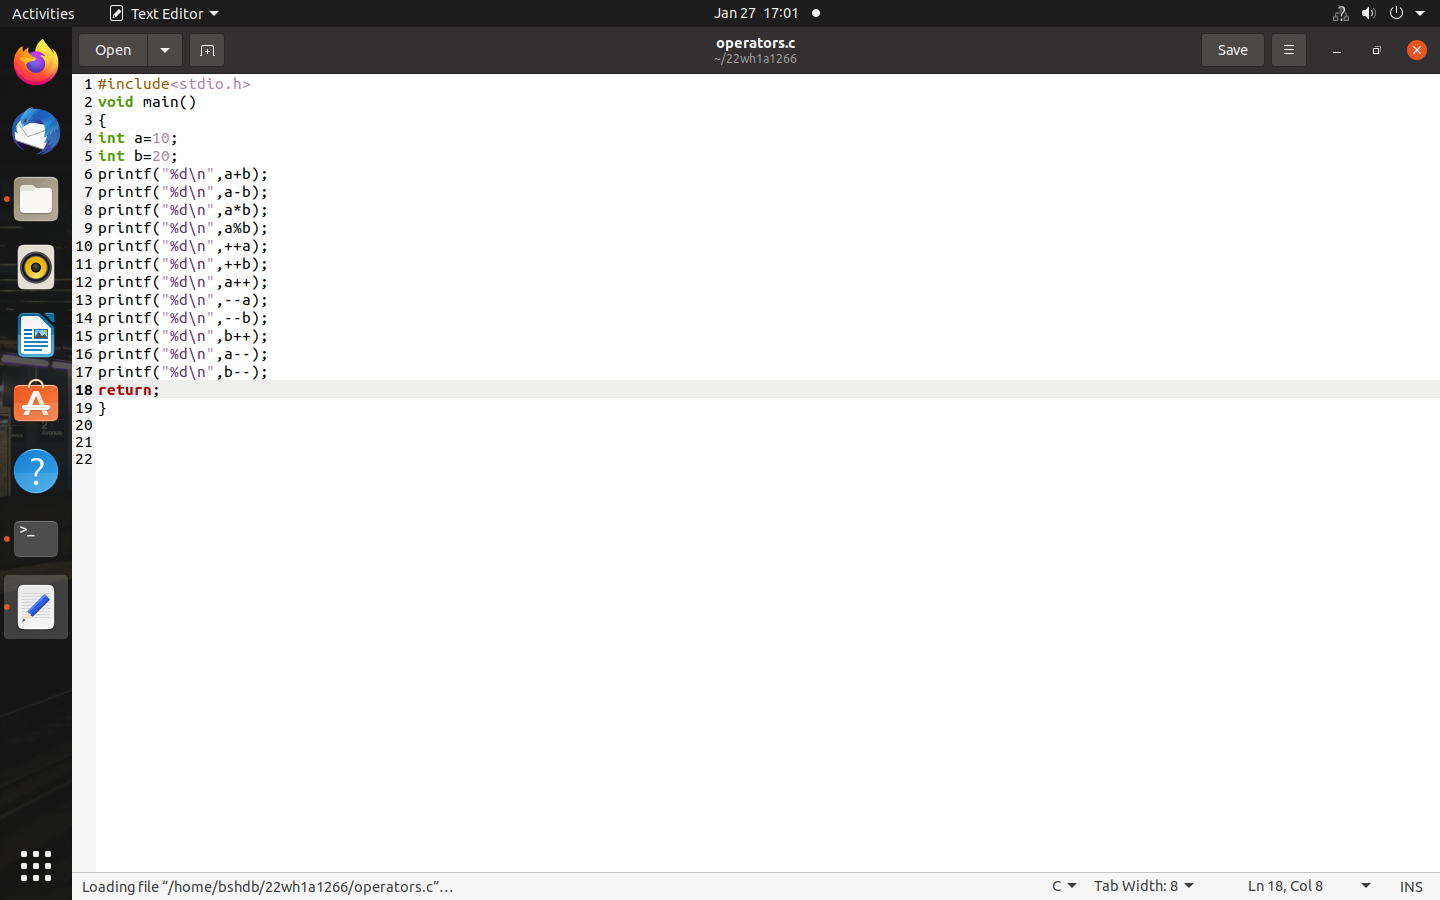 Activities Text Editor Jan 27 17:01
Open operators.c Save
~/22wh1a1266
1 #include<stdio.h>
2 void main()
3 {
4 int a=10;
5 int b=20;
6 printf("%d\n",a+b);
7 printf("%d\n",a-b);
8 printf("%d\n",a*b);
9 printf("%d\n",a%b);
10 printf("%d\n",++a);
11 printf("%d\n",++b);
12 printf("%d\n",a++);
13 printf("%d\n",--a);
14 printf("%d\n",--b);
15 printf("%d\n",b++);
16 printf("%d\n",a--);
17 printf("%d\n",b--);
18 return;
19 }
20
21
22
Loading file “/home/bshdb/22wh1a1266/operators.c”… C Tab Width: 8 Ln 18, Col 8 INS